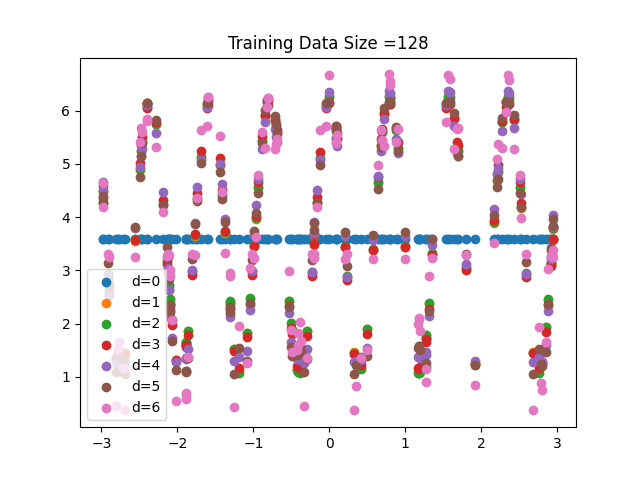 Training Data Size =128
6
5
4
3
2
1
d=0
d=1
d=2
d=3
d=4
d=5
d=6
−3 −2 −1 0 1 2 3